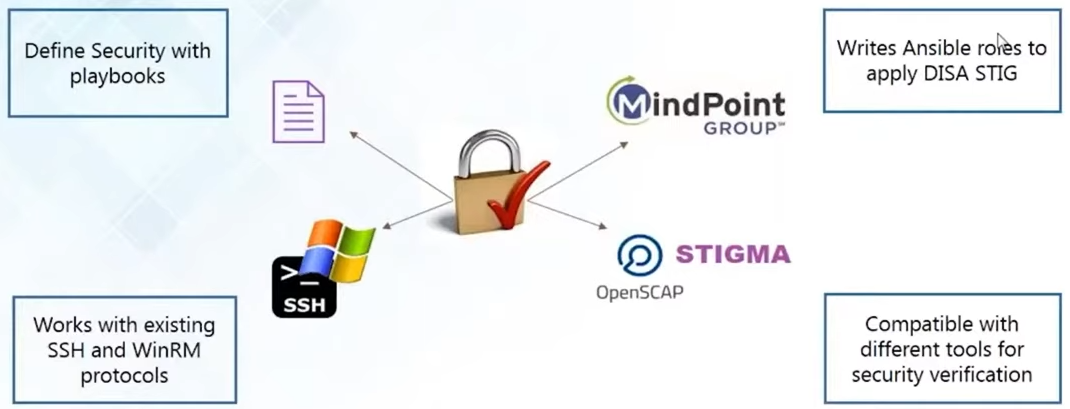 Define Security with
playbooks
Writes Ansible roles to
apply DISA STIG
MindPoint
GROUP℠
>_
SSH
STIGMA
OpenSCAP
Works with existing
SSH and WinRM
protocols
Compatible with
different tools for
security verification